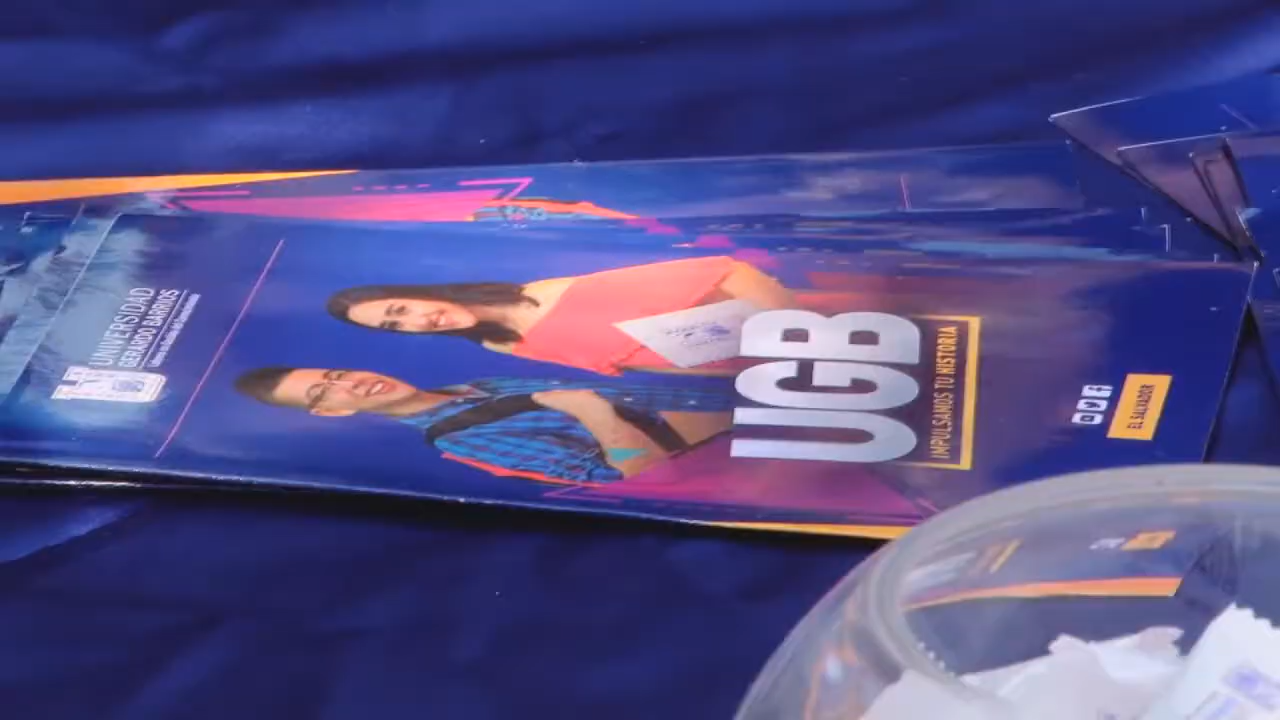 UNIVERSIDAD
GERARDO BARRIOS
UGB
IMPULSAMOS TU HISTORIA
EL SALVADOR